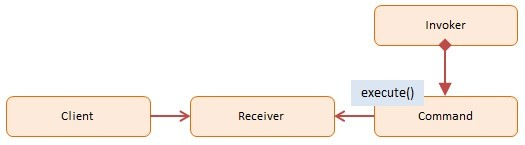 Invoker
execute()
Client
Receiver
Command